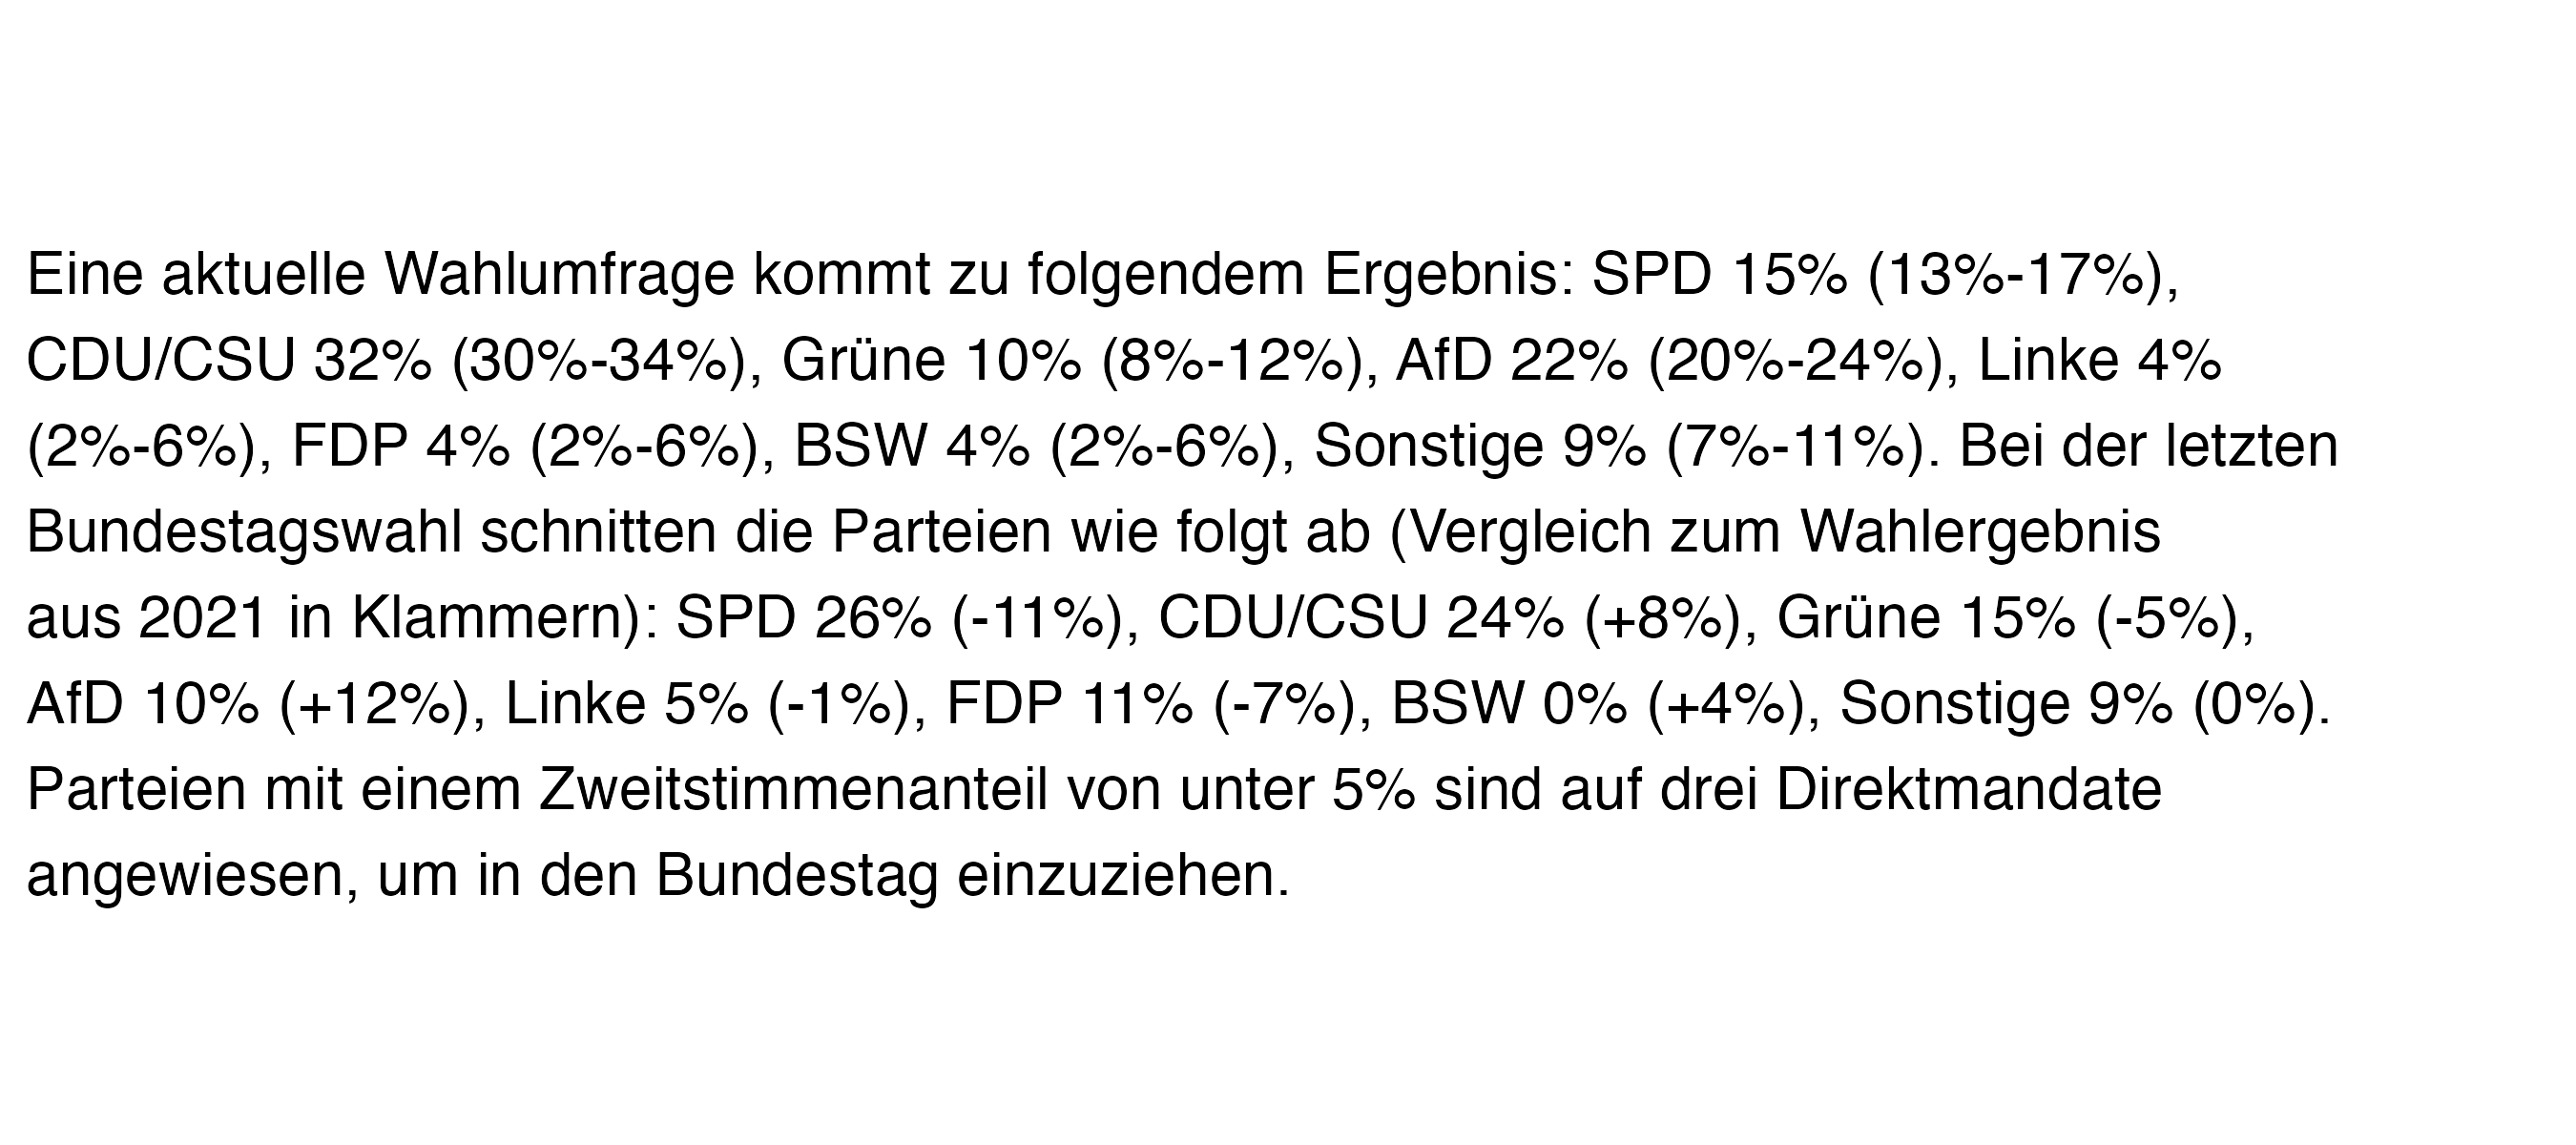 Eine aktuelle Wahlumfrage kommt zu folgendem Ergebnis: SPD 15% (13%-17%),
CDU/CSU 32% (30%-34%), Grüne 10% (8%-12%), AfD 22% (20%-24%), Linke 4%
(2%-6%), FDP 4% (2%-6%), BSW 4% (2%-6%), Sonstige 9% (7%-11%). Bei der letzten
Bundestagswahl schnitten die Parteien wie folgt ab (Vergleich zum Wahlergebnis
aus 2021 in Klammern): SPD 26% (-11%), CDU/CSU 24% (+8%), Grüne 15% (-5%),
AfD 10% (+12%), Linke 5% (-1%), FDP 11% (-7%), BSW 0% (+4%), Sonstige 9% (0%).
Parteien mit einem Zweitstimmenanteil von unter 5% sind auf drei Direktmandate
angewiesen, um in den Bundestag einzuziehen.